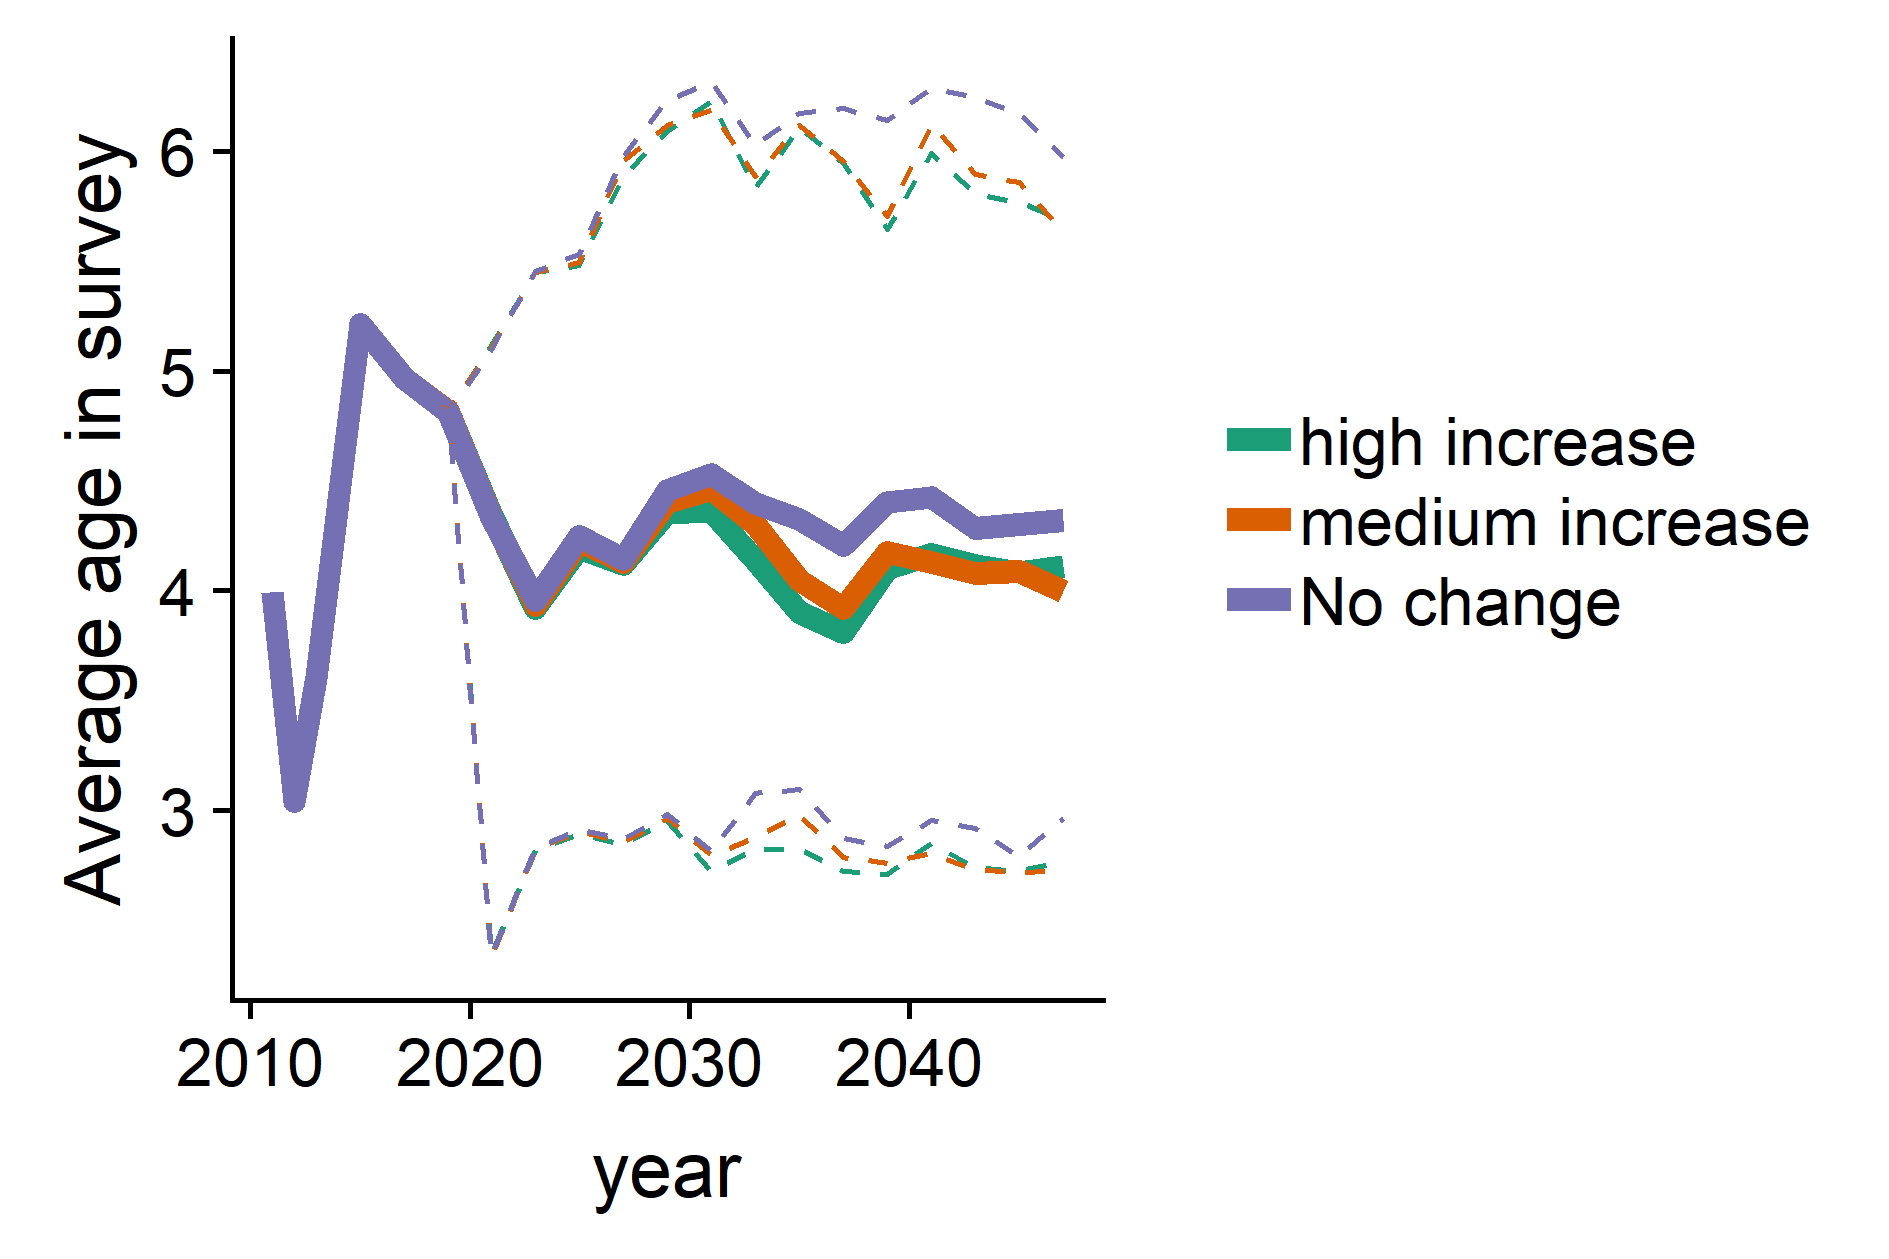 Average age in survey
6
5
4
3
2010 2020 2030 2040
year
high increase
medium increase
No change